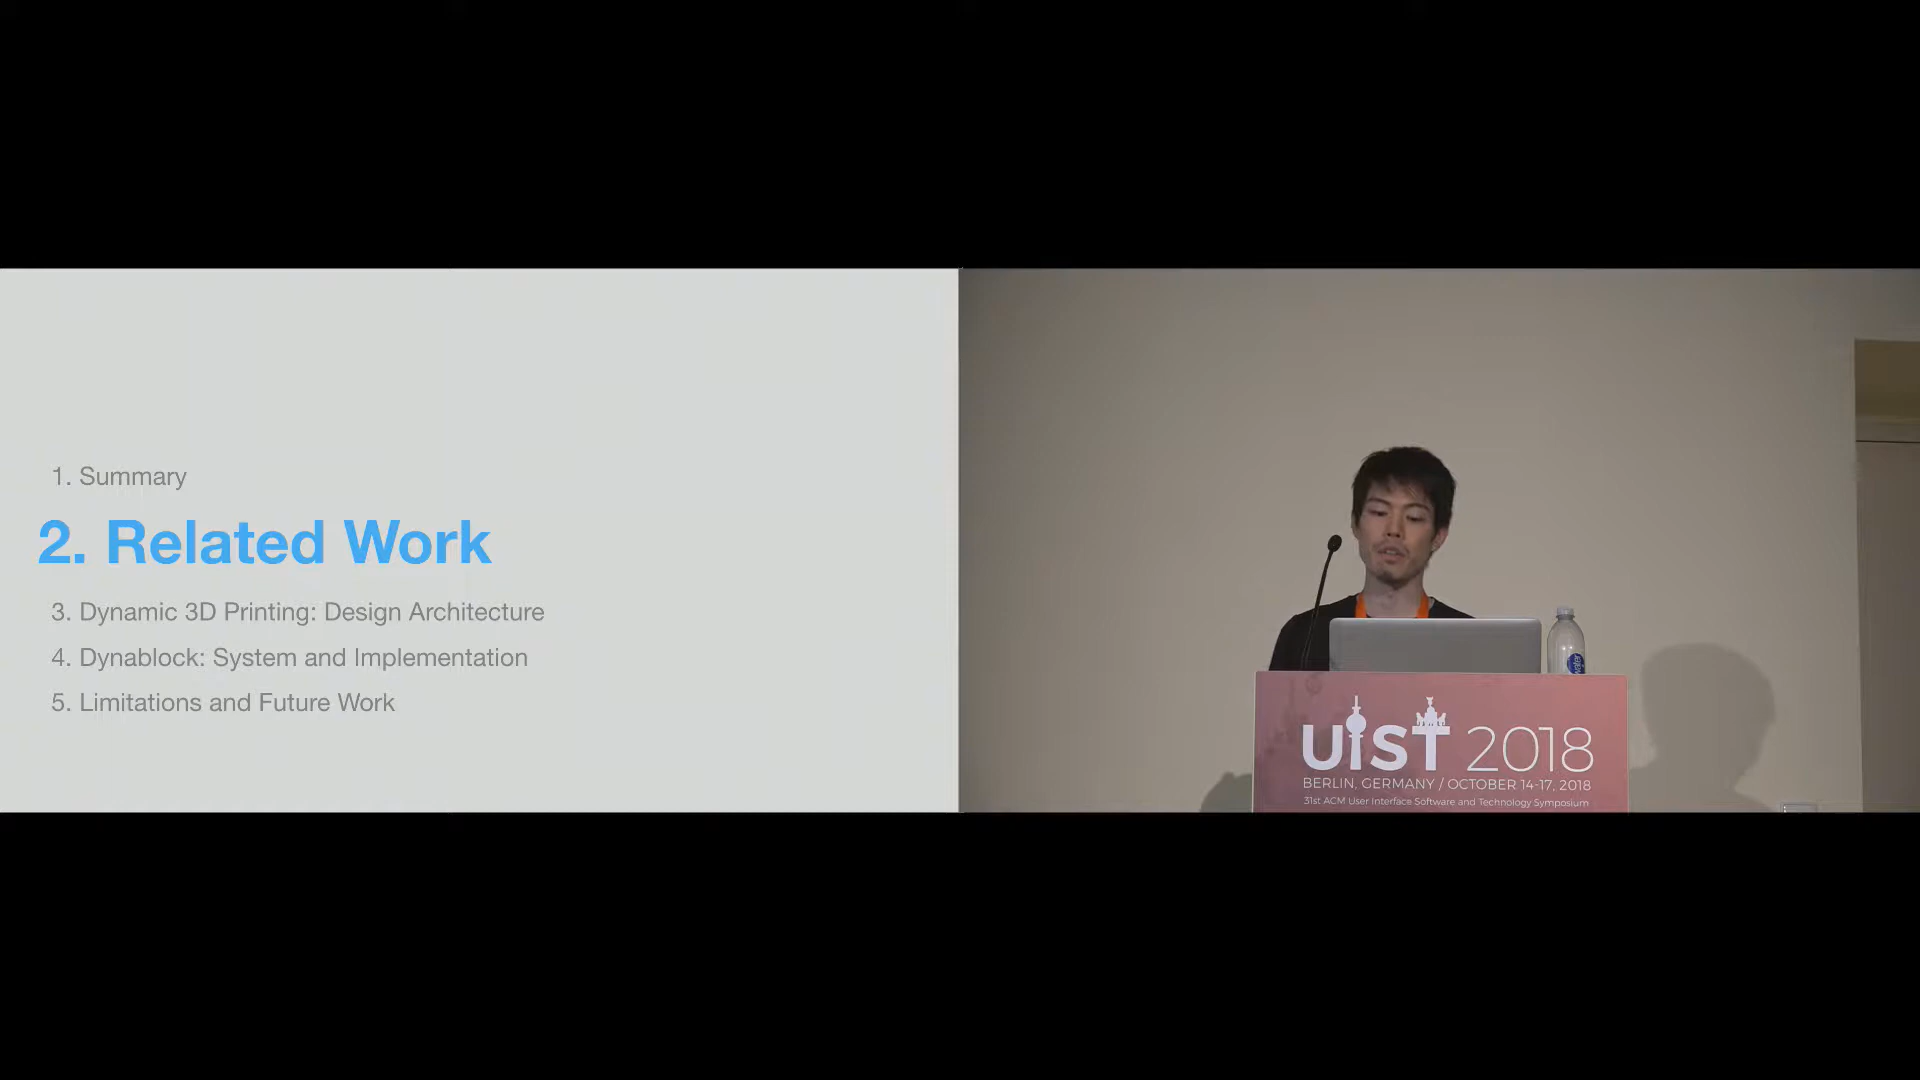 1. Summary
2. Related Work
3. Dynamic 3D Printing: Design Architecture
4. Dynablock: System and Implementation
5. Limitations and Future Work
water
UIST 2018
BERLIN, GERMANY / OCTOBER 14-17, 2018
31st ACM User Interface Software and Technology Symposium